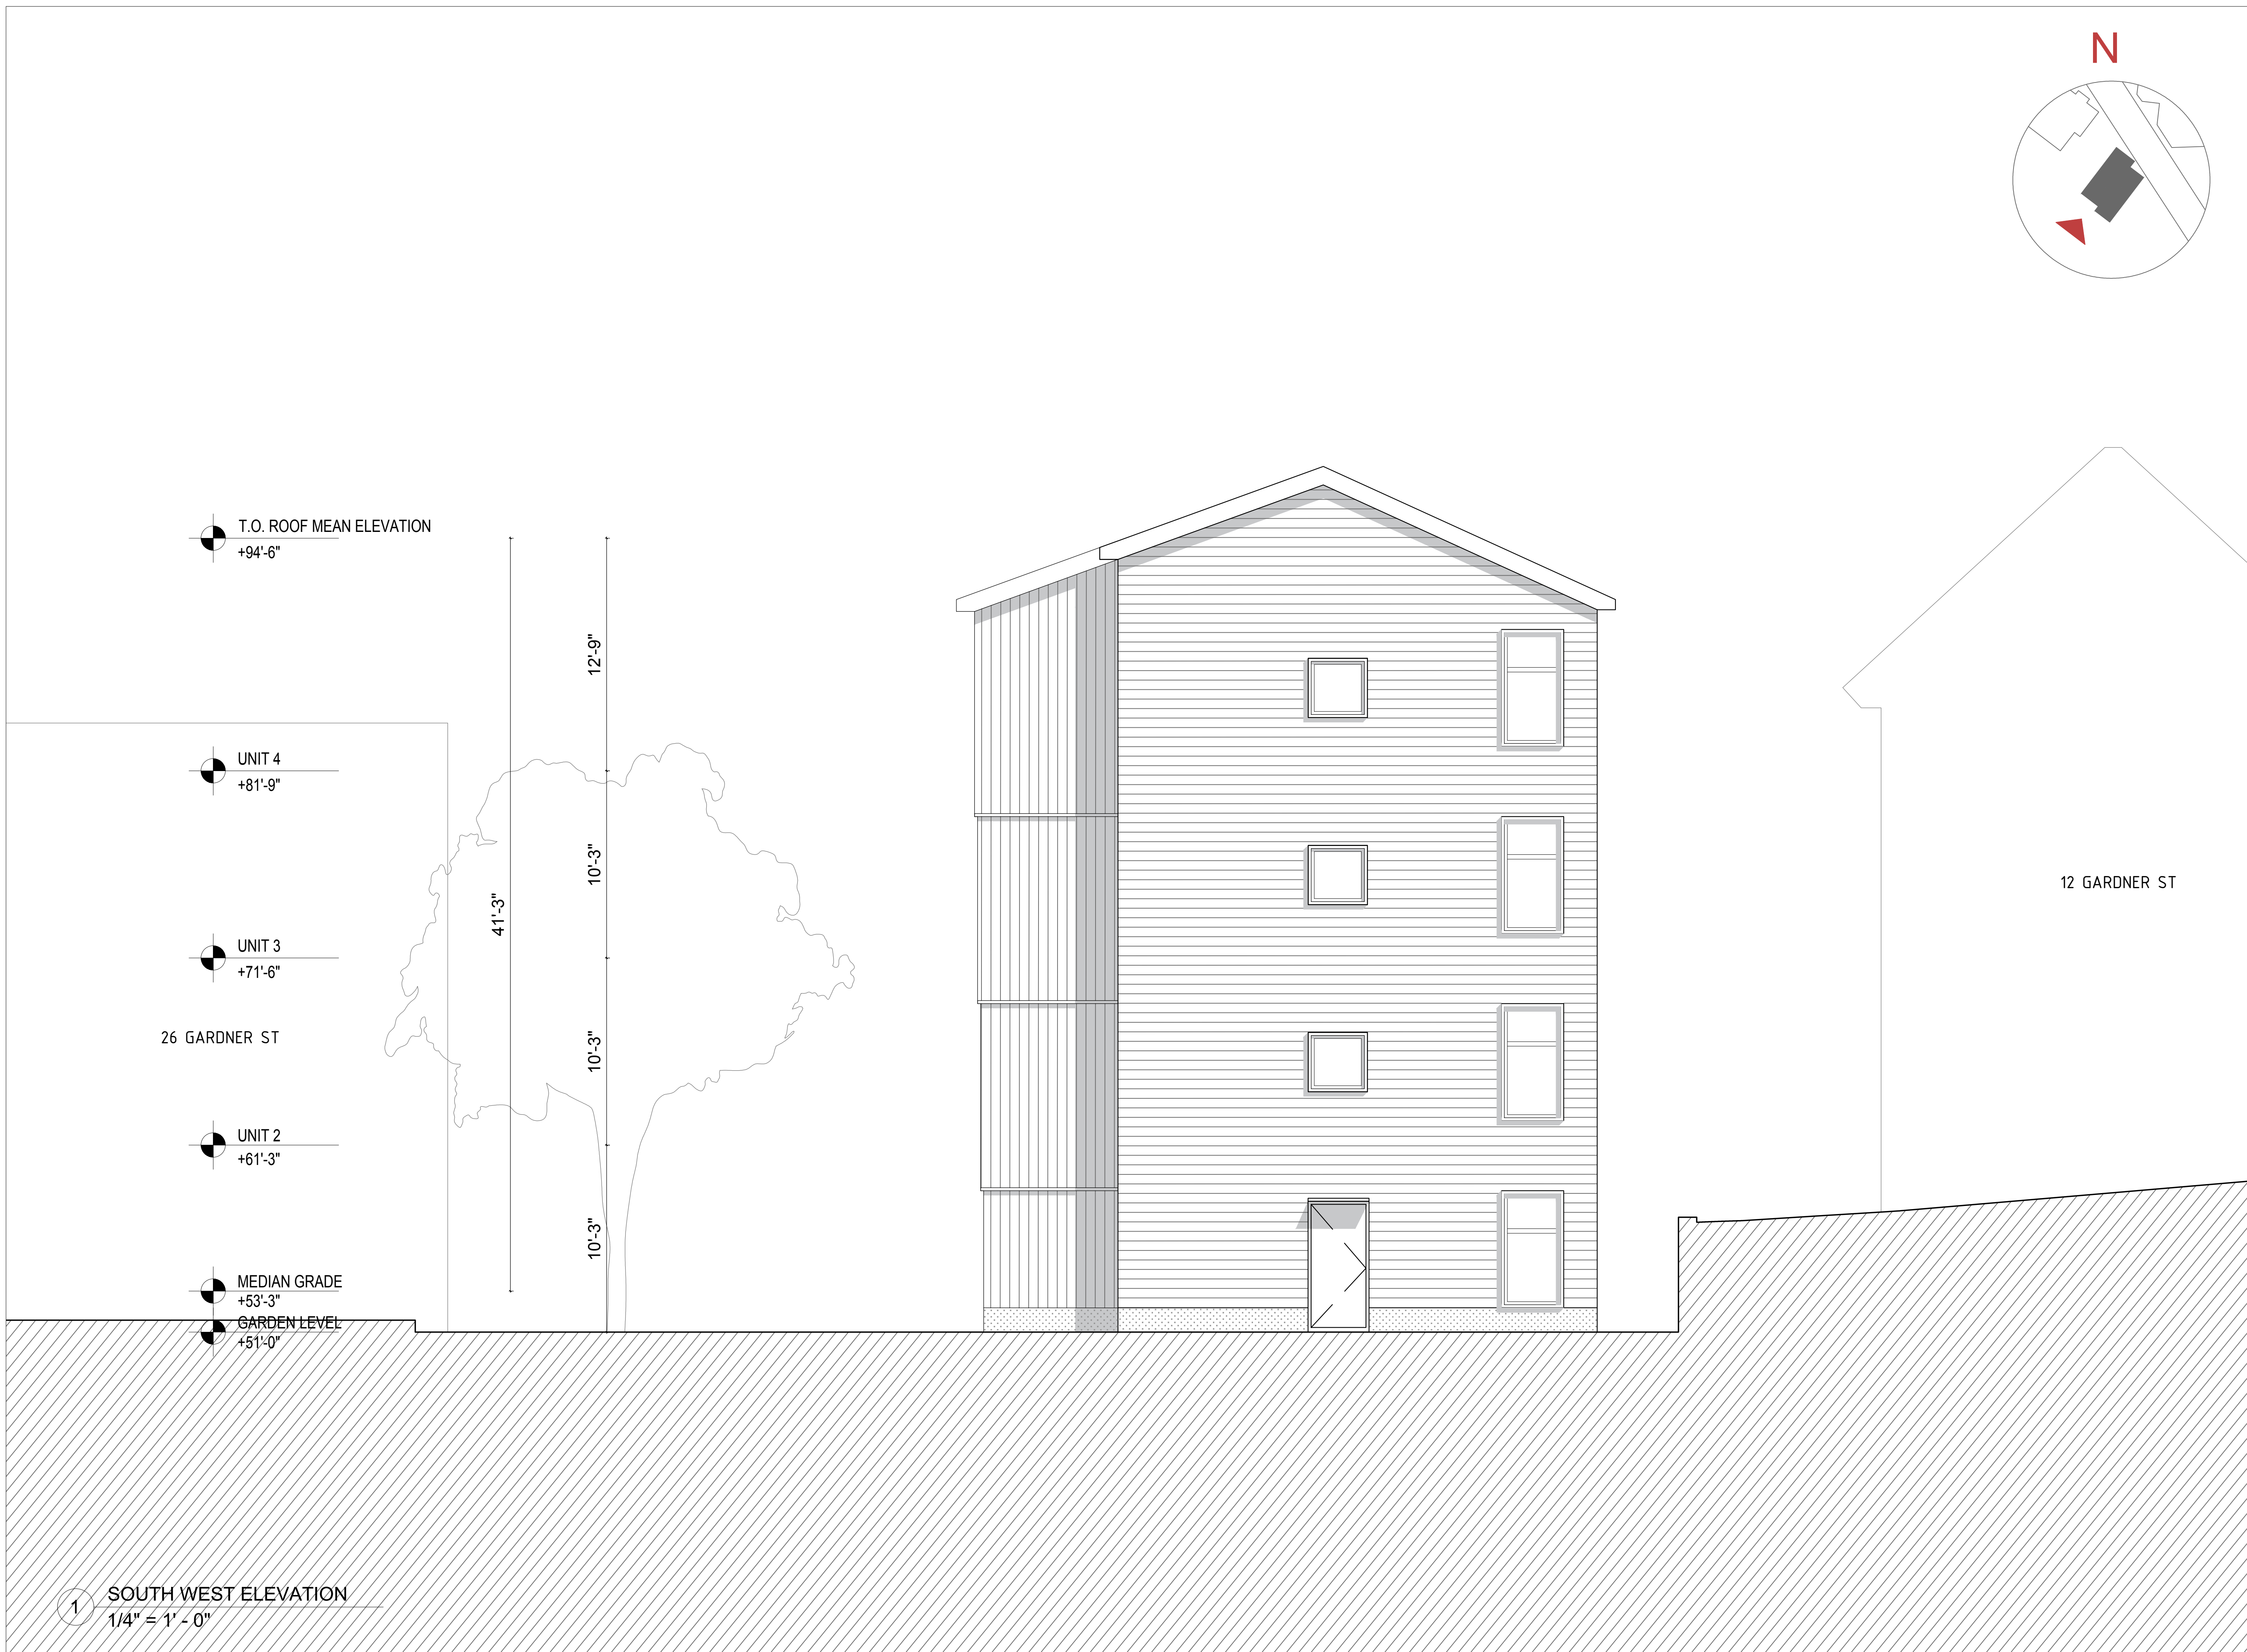 N
T.O. ROOF MEAN ELEVATION
+94'-6"
12'-9"
UNIT 4
+81'-9"
10'-3"
12 GARDNER ST
41'-3"
UNIT 3
+71'-6"
26 GARDNER ST
10'-3"
UNIT 2
+61'-3"
10'-3"
MEDIAN GRADE
+53'-3"
GARDEN LEVEL
+51'-0"
1
SOUTH WEST ELEVATION
1/4" = 1' - 0"